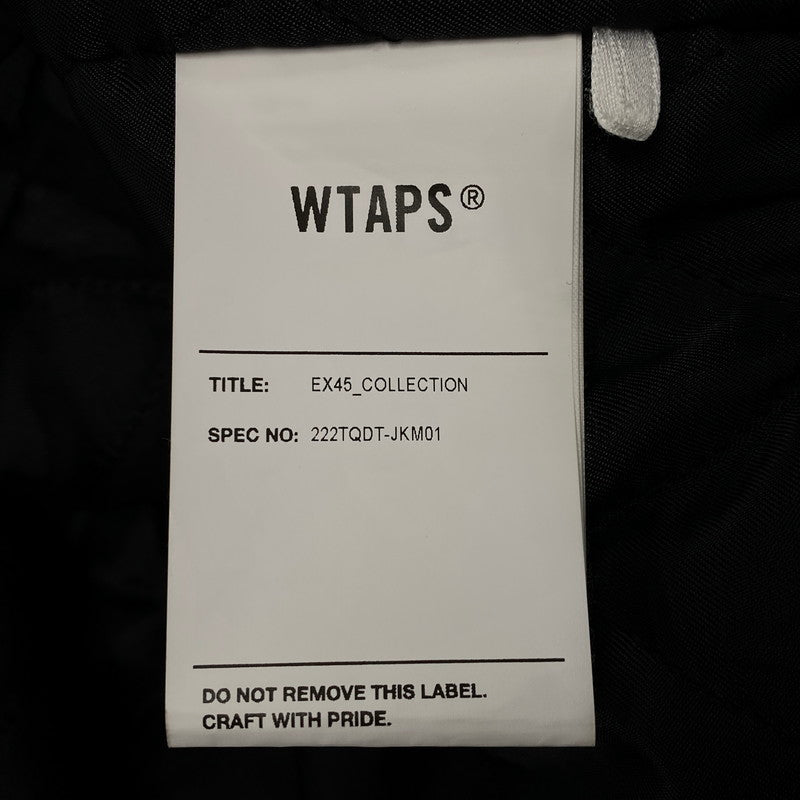 WTAPS®
TITLE: EX45_COLLECTION
SPEC NO: 222TQDT-JKM01
DO NOT REMOVE THIS LABEL.
CRAFT WITH PRIDE.